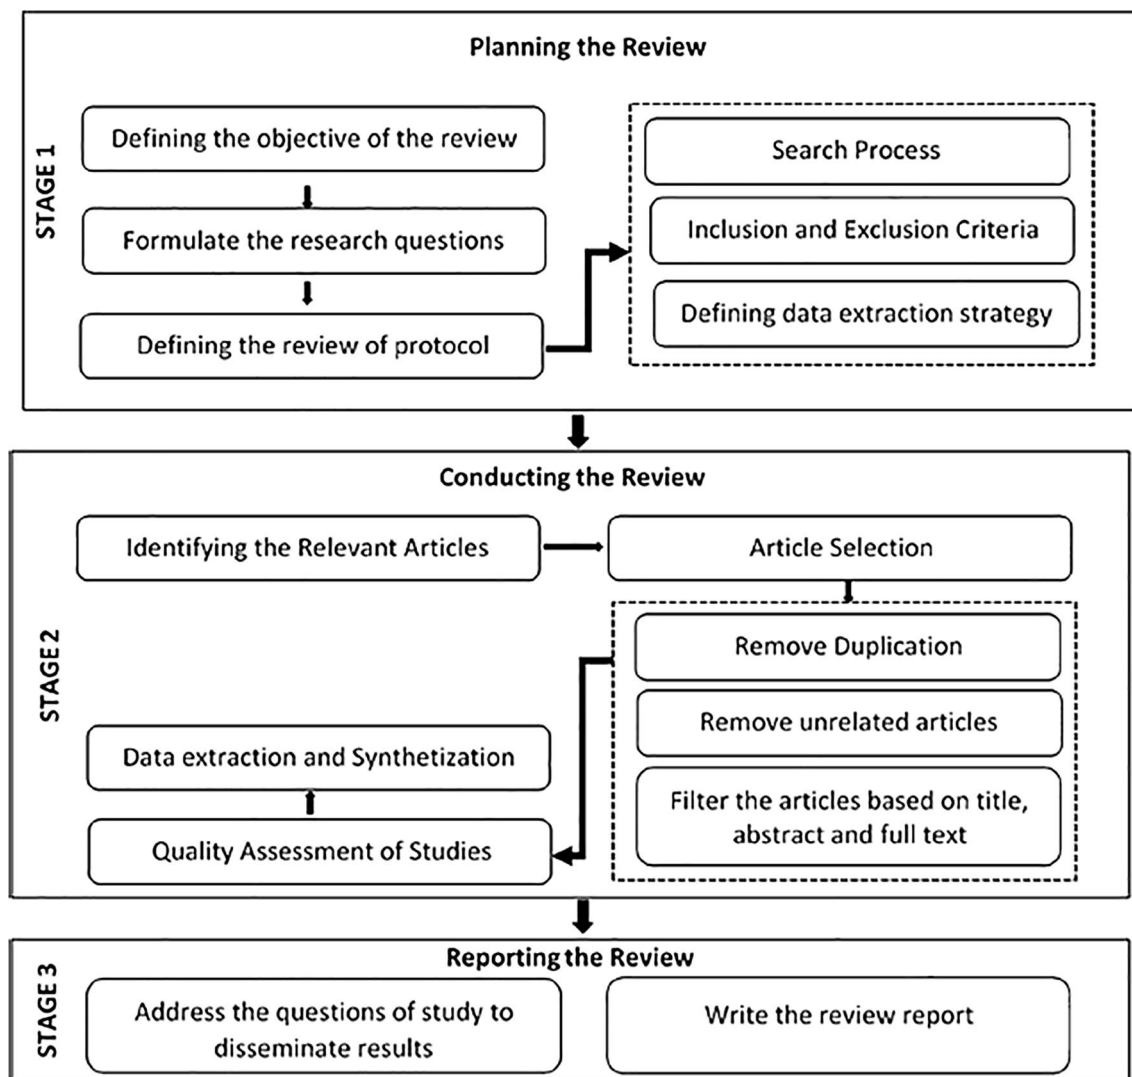 Planning the Review
STAGE 1
Defining the objective of the review
Formulate the research questions
Defining the review of protocol
Search Process
Inclusion and Exclusion Criteria
Defining data extraction strategy
Conducting the Review
STAGE 2
Identifying the Relevant Articles
Article Selection
Remove Duplication
Remove unrelated articles
Filter the articles based on title,
abstract and full text
Data extraction and Synthetization
Quality Assessment of Studies
Reporting the Review
STAGE 3
Address the questions of study to
disseminate results
Write the review report